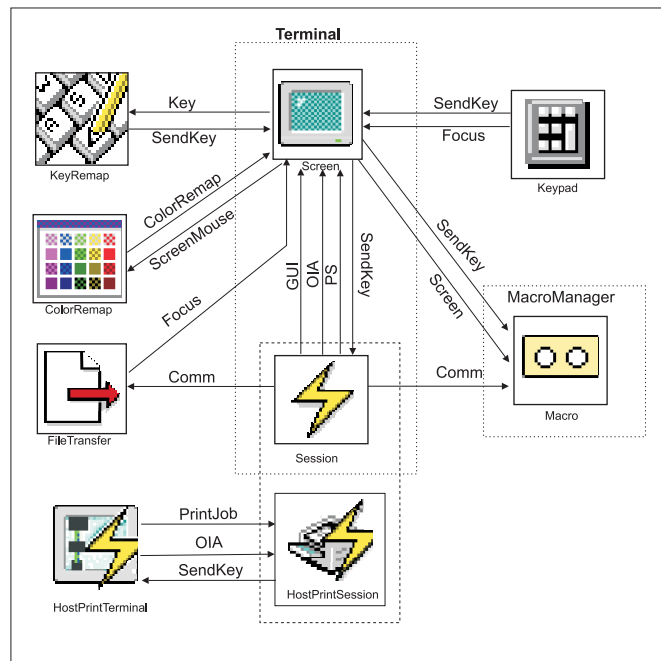 Terminal
Key
SendKey
KeyRemap
Screen
SendKey
Focus
Keypad
ColorRemap
ScreenMouse
ColorRemap
Focus
GUI
OIA
PS
SendKey
SendKey
Screen
MacroManager
Macro
FileTransfer
Comm
Comm
Session
PrintJob
OIA
SendKey
HostPrintTerminal
HostPrintSession